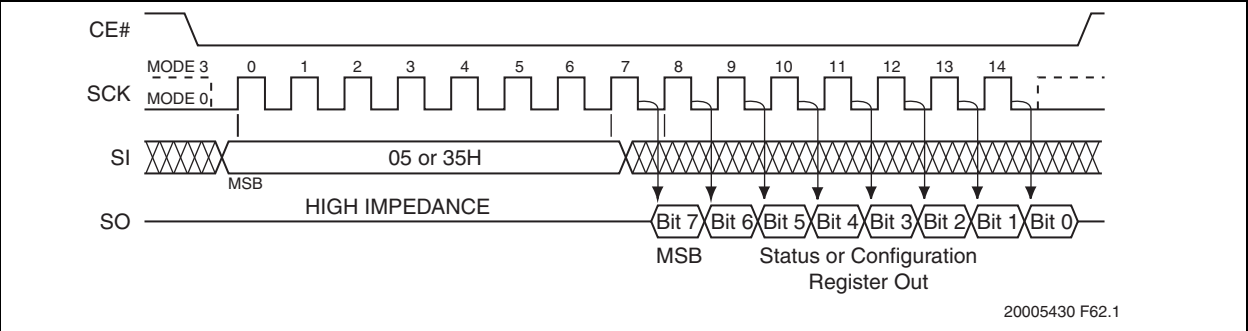 CE#
MODE 3
0 1 2 3 4 5 6 7 8 9 10 11 12 13 14
SCK
MODE 0
SI
05 or 35H
MSB
HIGH IMPEDANCE
SO
Bit 7 Bit 6 Bit 5 Bit 4 Bit 3 Bit 2 Bit 1 Bit 0
MSB
Status or Configuration
Register Out
20005430 F62.1